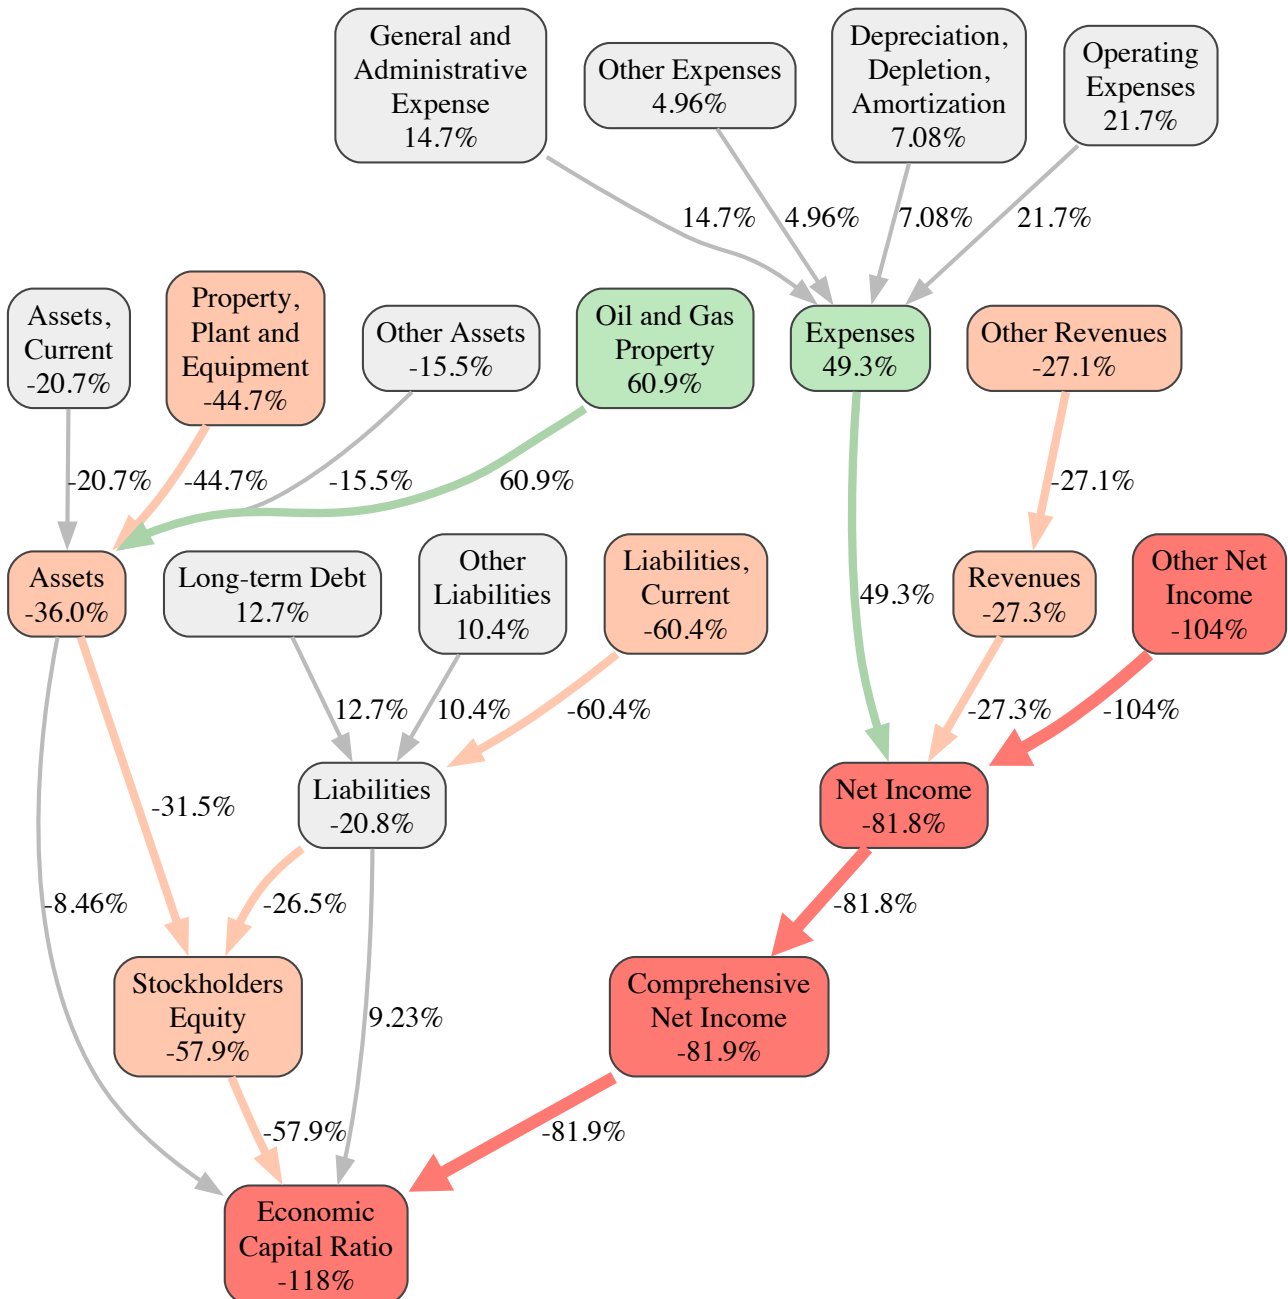 General and
Administrative
Expense
14.7%
Other Expenses
4.96%
Depreciation,
Depletion,
Amortization
7.08%
Operating
Expenses
21.7%
14.7%
4.96%
7.08%
21.7%
Assets,
Current
-20.7%
Property,
Plant and
Equipment
-44.7%
Other Assets
-15.5%
Oil and Gas
Property
60.9%
Expenses
49.3%
Other Revenues
-27.1%
-20.7%
-44.7%
-15.5%
60.9%
-27.1%
Assets
-36.0%
Long-term Debt
12.7%
Other
Liabilities
10.4%
Liabilities,
Current
-60.4%
49.3%
Revenues
-27.3%
Other Net
Income
-104%
12.7%
10.4%
-60.4%
-27.3%
-104%
-31.5%
Liabilities
-20.8%
Net Income
-81.8%
-8.46%
-26.5%
-81.8%
Stockholders
Equity
-57.9%
9.23%
Comprehensive
Net Income
-81.9%
-57.9%
-81.9%
Economic
Capital Ratio
-118%